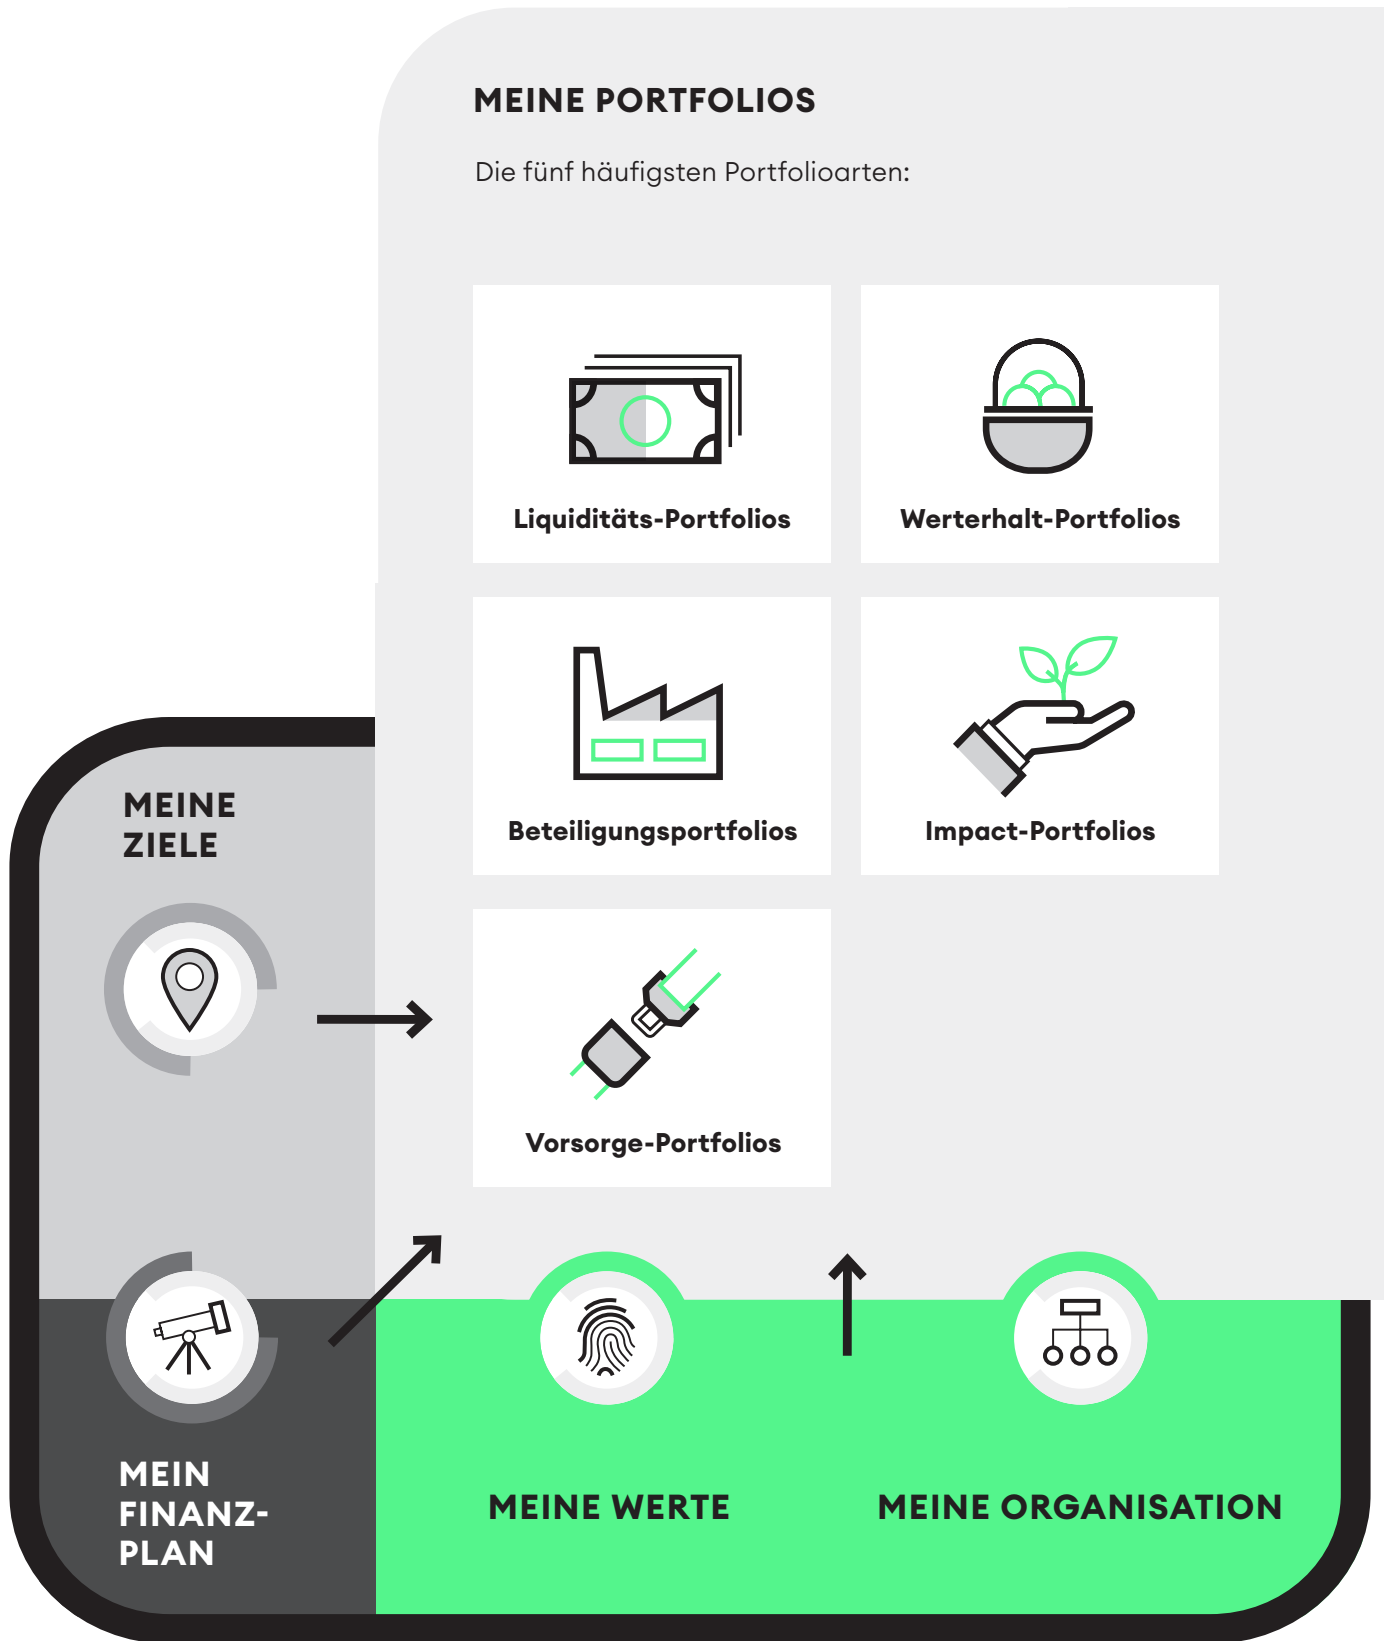 MEINE PORTFOLIOS
Die fünf häufigsten Portfolioarten:
Liquiditäts-Portfolios
Werterhalt-Portfolios
Beteiligungsportfolios
Impact-Portfolios
Vorsorge-Portfolios
MEINE
ZIELE
MEIN
FINANZ-
PLAN
MEINE WERTE
MEINE ORGANISATION